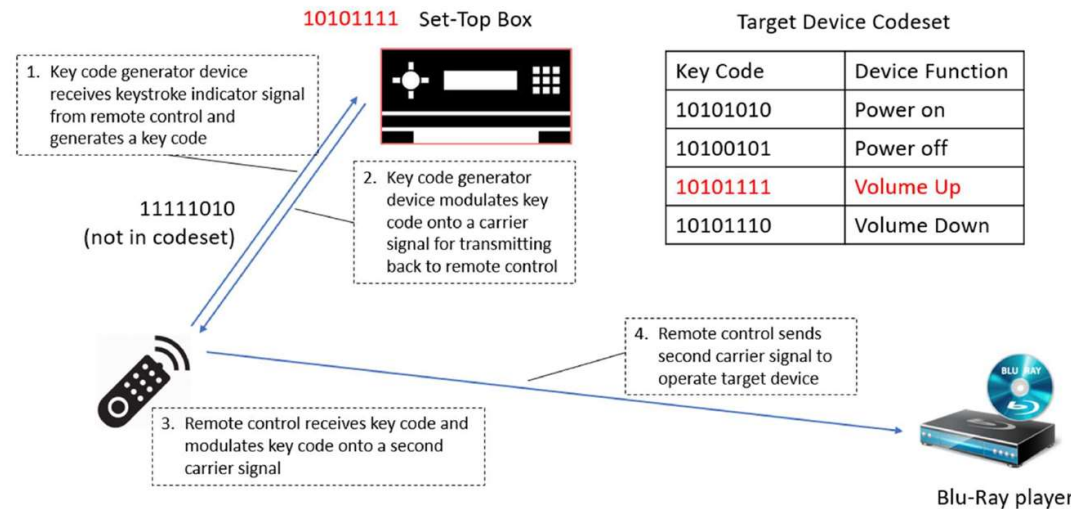 10101111 Set-Top Box
Target Device Codeset
Key Code Device Function
10101010 Power on
10100101 Power off
10101111 Volume Up
10101110 Volume Down
1. Key code generator device
receives keystroke indicator signal
from remote control and
generates a key code
2. Key code generator
device modulates key
code onto a carrier
signal for transmitting
back to remote control
11111010
(not in codeset)
3. Remote control receives key code and
modulates key code onto a second
carrier signal
4. Remote control sends
second carrier signal to
operate target device
BLU RAY
Blu-Ray player